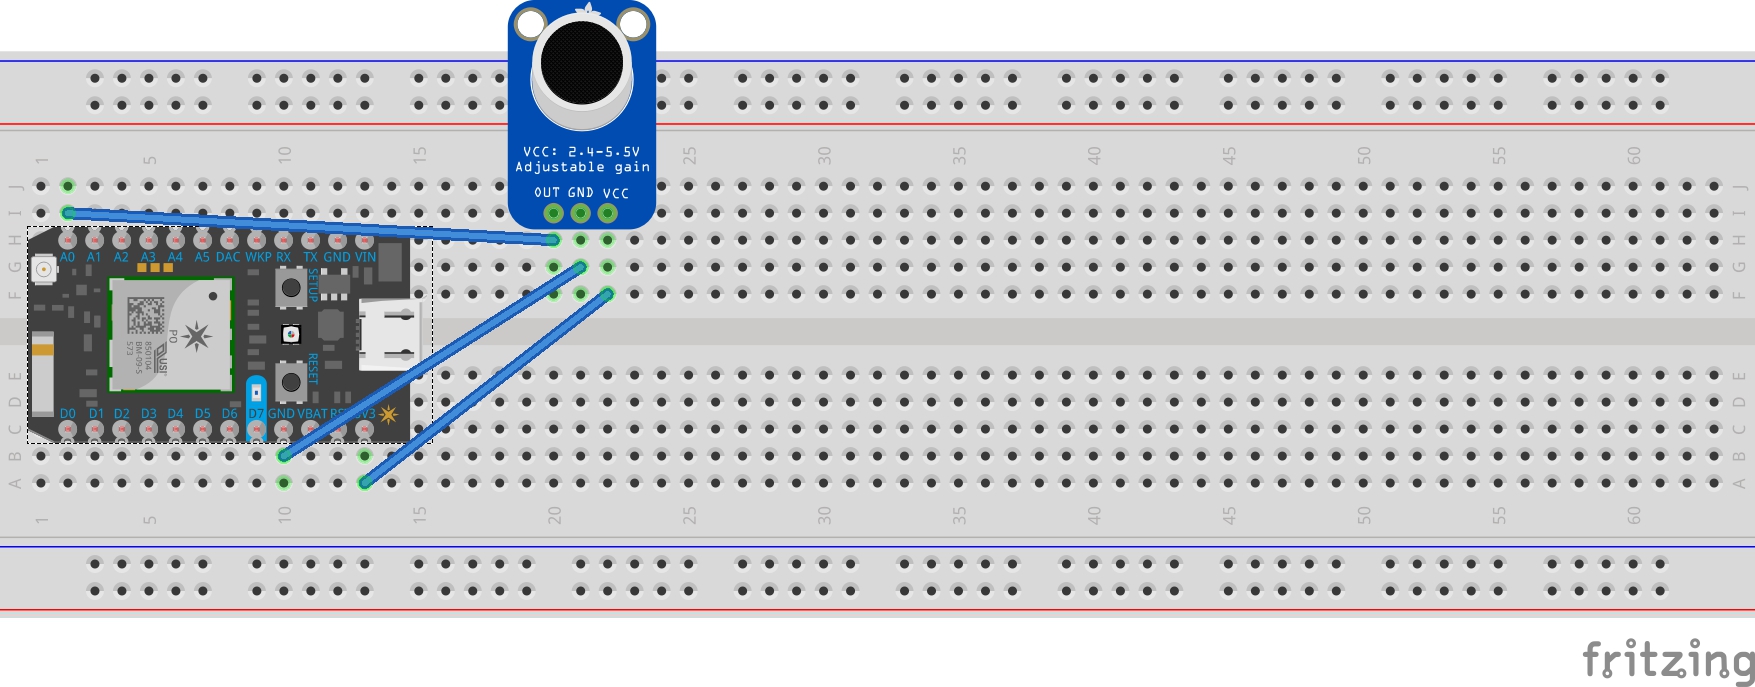 VCC: 2.4-5.5V
Adjustable gain
OUT GND VCC
1 5 10 15 25 30 35 40 45 50 55 60
J J
I I
H H
G G
F F
A0 A1 A2 A3 A4 A5 DAC WKP RX TX GND VIN
SETUP
RESET
E E
D D
C C
B B
A A
D0 D1 D2 D3 D4 D5 D6 D7 GND VBAT 3V3
1 5 10 15 20 25 30 35 40 45 50 55 60
fritzing